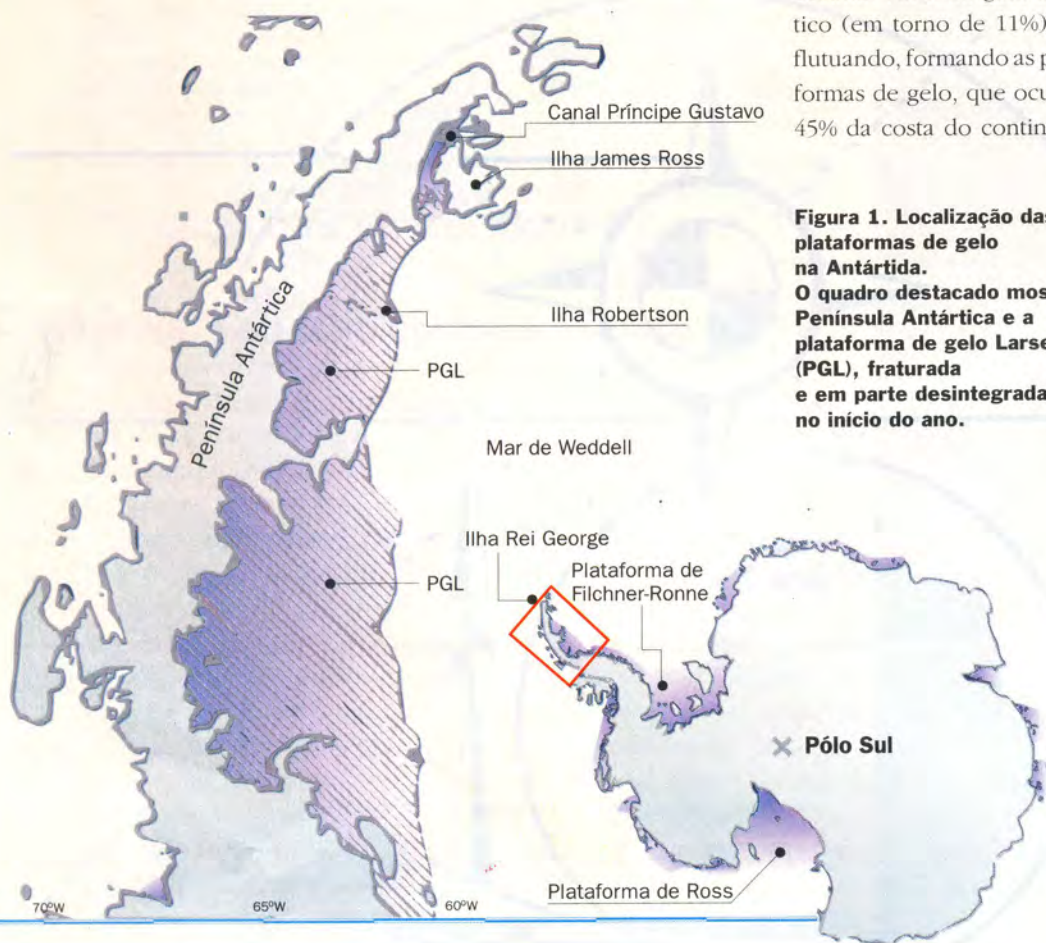 tico (em torno de 11%)
flutuando, formando as p
formas de gelo, que ocu
45% da costa do contin
Canal Príncipe Gustavo
Ilha James Ross
Figura 1. Localização das
plataformas de gelo
na Antártida.
O quadro destacado mos
Península Antártica e a
plataforma de gelo Larse
(PGL), fraturada
e em parte desintegrada
no início do ano.
Península Antártica
Ilha Robertson
PGL
Mar de Weddell
Ilha Rei George
Plataforma de
Filchner-Ronne
PGL
Pólo Sul
Plataforma de Ross
70°W 65°W 60°W